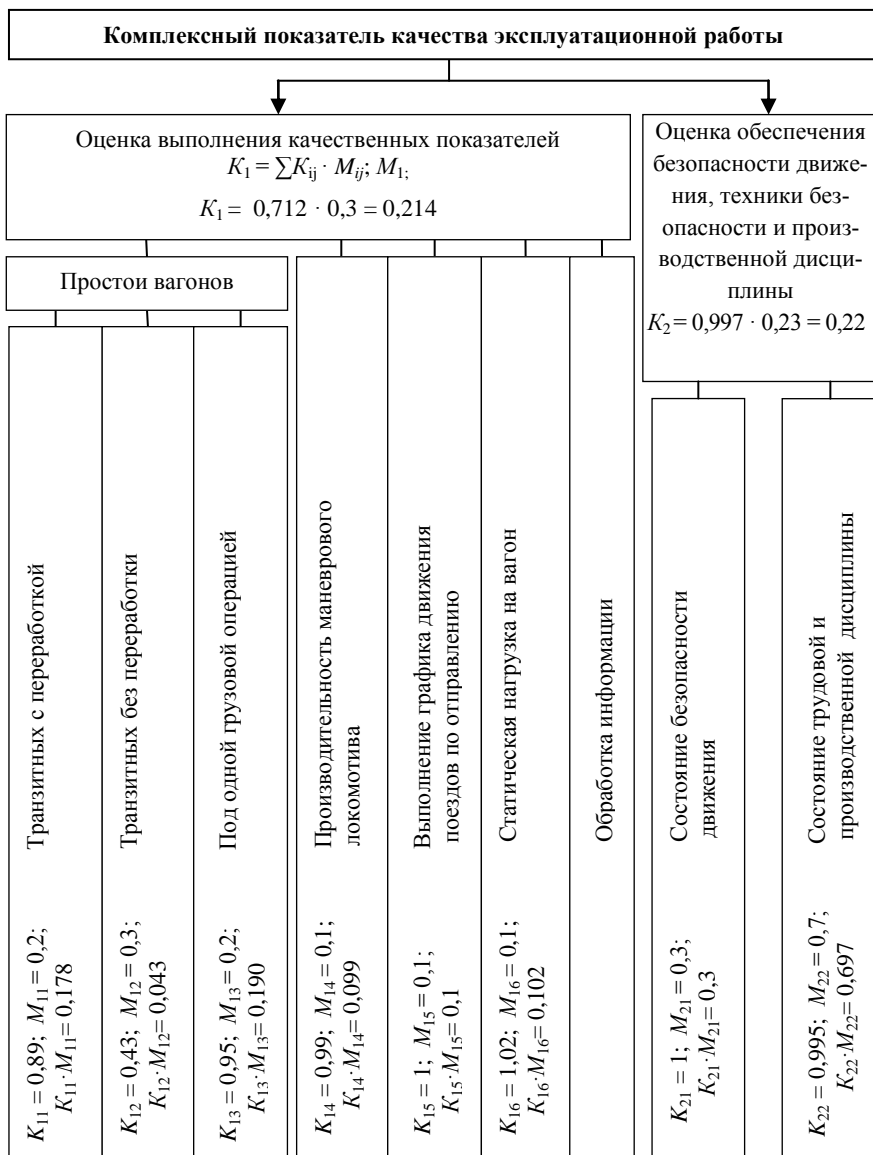 Комплексный показатель качества эксплуатационной работы
Оценка выполнения качественных показателей
K₁ = ∑Kᵢⱼ · Mᵢⱼ; M₁;
K₁ = 0,712 · 0,3 = 0,214
Оценка обеспечения
безопасности движе-
ния, техники без-
опасности и произ-
водственной дисци-
плины
K₂ = 0,997 · 0,23 = 0,22
Простои вагонов
Транзитных с переработкой
K₁₁ = 0,89; M₁₁ = 0,2;
K₁₁·M₁₁= 0,178
Транзитных без переработки
K₁₂ = 0,43; M₁₂ = 0,3;
K₁₂·M₁₂= 0,043
Под одной грузовой операцией
K₁₃ = 0,95; M₁₃ = 0,2;
K₁₃·M₁₃= 0,190
Производительность маневрового
локомотива
K₁₄ = 0,99; M₁₄ = 0,1;
K₁₄·M₁₄= 0,099
Выполнение графика движения
поездов по отправлению
K₁₅ = 1; M₁₅ = 0,1;
K₁₅·M₁₅= 0,1
Статическая нагрузка на вагон
K₁₆ = 1,02; M₁₆ = 0,1;
K₁₆·M₁₆= 0,102
Обработка информации
Состояние безопасности
движения
K₂₁ = 1; M₂₁ = 0,3;
K₂₁·M₂₁= 0,3
Состояние трудовой и
производственной дисциплины
K₂₂ = 0,995; M₂₂ = 0,7;
K₂₂·M₂₂= 0,697